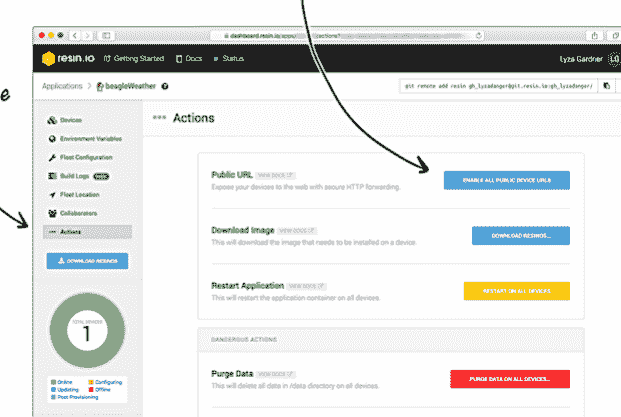 e
dashboard.resin.io
resin.io Getting Started Docs Status Lyza Gardner LG
Applications beagleWeather
git remote add resin gh_lyzadanger@git.resin.io:gh_lyzadanger/
Devices
Environment Variables
Fleet Configuration
Build Logs
Fleet Location
Collaborators
Actions
DOWNLOAD RESINOS
TOTAL DEVICES
1
Online Configuring
Updating Offline
Post Provisioning
Actions
Public URL VIEW DOCS
Expose your devices to the web with secure HTTP forwarding.
ENABLE ALL PUBLIC DEVICE URLS
Download Image VIEW DOCS
This will download the image that needs to be installed on a device.
DOWNLOAD RESINOS...
Restart Application VIEW DOCS
This will restart the application container on all devices.
RESTART ON ALL DEVICES
DANGEROUS ACTIONS
Purge Data VIEW DOCS
This will delete all data in /data directory on all devices.
PURGE DATA ON ALL DEVICES...